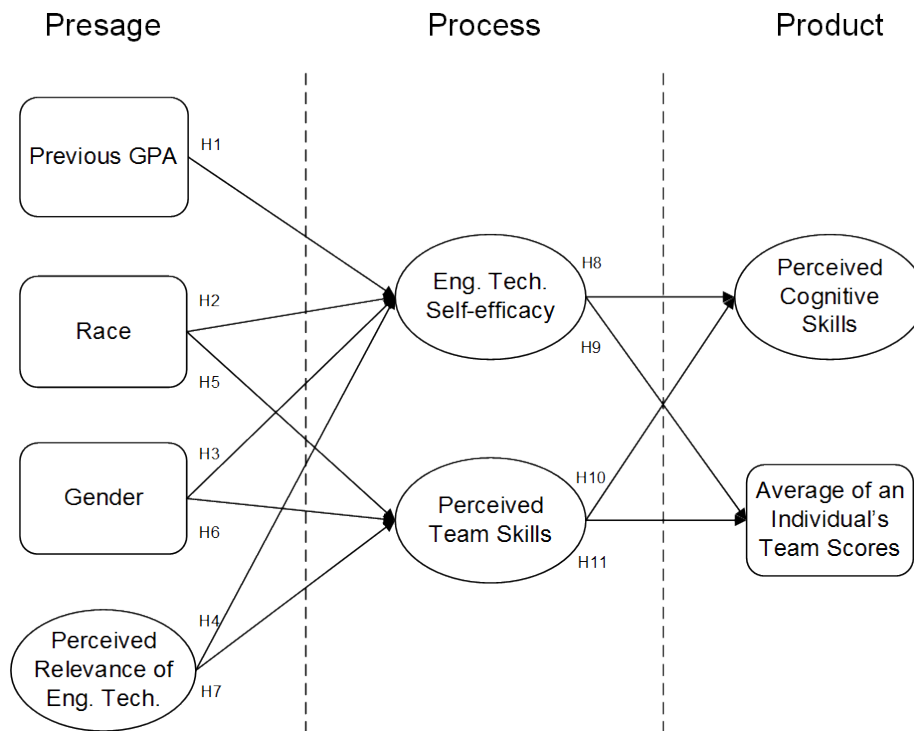 Presage
Process
Product
Previous GPA
H1
Race
H2
H5
Gender
H3
H6
Perceived
Relevance of
Eng. Tech.
H4
H7
Eng. Tech.
Self-efficacy
H8
H9
Perceived
Team Skills
H10
H11
Perceived
Cognitive
Skills
Average of an
Individual's
Team Scores